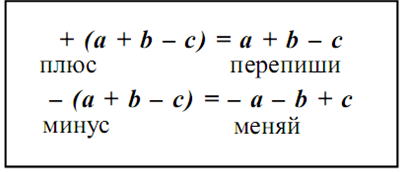 + (a + b – c) = a + b – c
плюс перепиши
– (a + b – c) = – a – b + c
минус меняй